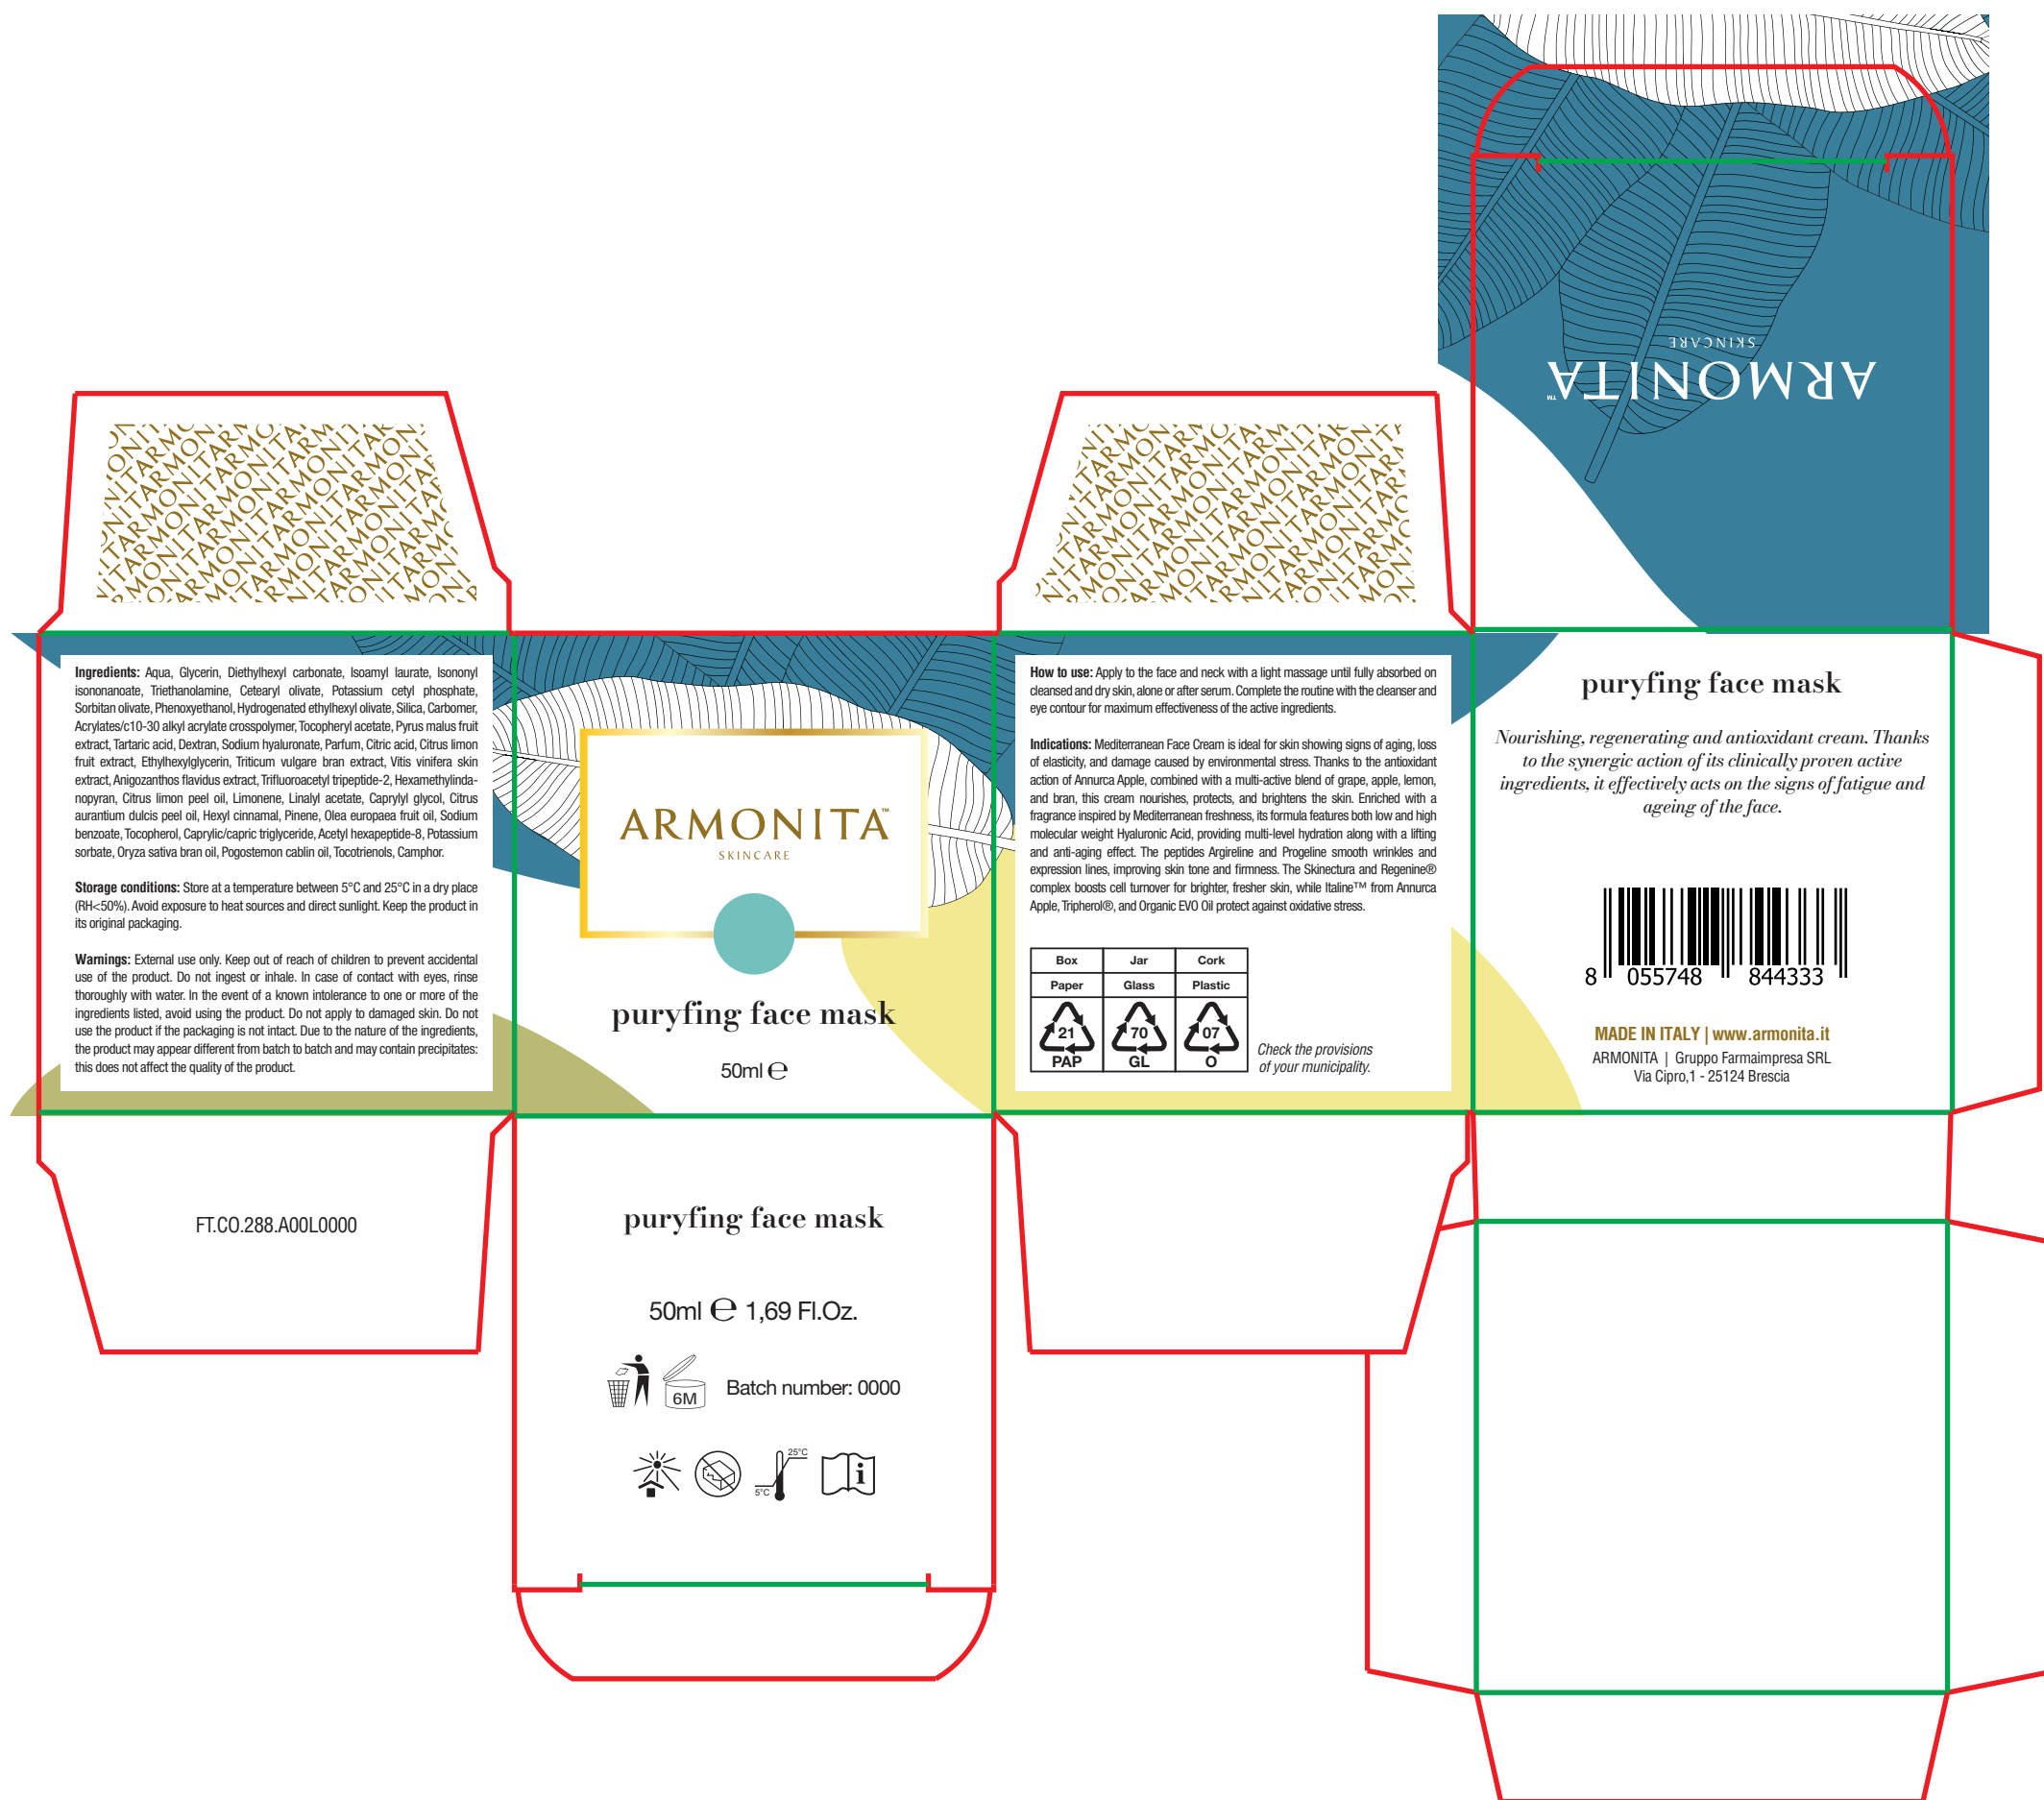 SKINCARE
ARMONITA™
Ingredients: Aqua, Glycerin, Diethylhexyl carbonate, Isoamyl laurate, Isononyl
isononanoate, Triethanolamine, Cetearyl olivate, Potassium cetyl phosphate,
Sorbitan olivate, Phenoxyethanol, Hydrogenated ethylhexyl olivate, Silica, Carbomer,
Acrylates/c10-30 alkyl acrylate crosspolymer, Tocopheryl acetate, Pyrus malus fruit
extract, Tartaric acid, Dextran, Sodium hyaluronate, Parfum, Citric acid, Citrus limon
fruit extract, Ethylhexylglycerin, Triticum vulgare bran extract, Vitis vinifera skin
extract, Anigozanthos flavidus extract, Trifluoroacetyl tripeptide-2, Hexamethylinda-
nopyran, Citrus limon peel oil, Limonene, Linalyl acetate, Caprylyl glycol, Citrus
aurantium dulcis peel oil, Hexyl cinnamal, Pinene, Olea europaea fruit oil, Sodium
benzoate, Tocopherol, Caprylic/capric triglyceride, Acetyl hexapeptide-8, Potassium
sorbate, Oryza sativa bran oil, Pogostemon cablin oil, Tocotrienols, Camphor.
Storage conditions: Store at a temperature between 5°C and 25°C in a dry place
(RH<50%). Avoid exposure to heat sources and direct sunlight. Keep the product in
its original packaging.
Warnings: External use only. Keep out of reach of children to prevent accidental
use of the product. Do not ingest or inhale. In case of contact with eyes, rinse
thoroughly with water. In the event of a known intolerance to one or more of the
ingredients listed, avoid using the product. Do not apply to damaged skin. Do not
use the product if the packaging is not intact. Due to the nature of the ingredients,
the product may appear different from batch to batch and may contain precipitates:
this does not affect the quality of the product.
ARMONITA™
SKINCARE
puryfing face mask
50ml ℮
How to use: Apply to the face and neck with a light massage until fully absorbed on
cleansed and dry skin, alone or after serum. Complete the routine with the cleanser and
eye contour for maximum effectiveness of the active ingredients.
Indications: Mediterranean Face Cream is ideal for skin showing signs of aging, loss
of elasticity, and damage caused by environmental stress. Thanks to the antioxidant
action of Annurca Apple, combined with a multi-active blend of grape, apple, lemon,
and bran, this cream nourishes, protects, and brightens the skin. Enriched with a
fragrance inspired by Mediterranean freshness, its formula features both low and high
molecular weight Hyaluronic Acid, providing multi-level hydration along with a lifting
and anti-aging effect. The peptides Argireline and Progeline smooth wrinkles and
expression lines, improving skin tone and firmness. The Skinectura and Regenine®
complex boosts cell turnover for brighter, fresher skin, while Italine™ from Annurca
Apple, Tripherol®, and Organic EVO Oil protect against oxidative stress.
Box Jar Cork
Paper Glass Plastic
21 70 07
PAP GL O
Check the provisions
of your municipality.
puryfing face mask
Nourishing, regenerating and antioxidant cream. Thanks
to the synergic action of its clinically proven active
ingredients, it effectively acts on the signs of fatigue and
ageing of the face.
8 055748 844333
MADE IN ITALY | www.armonita.it
ARMONITA | Gruppo Farmaimpresa SRL
Via Cipro,1 - 25124 Brescia
FT.CO.288.A00L0000
puryfing face mask
50ml ℮ 1,69 Fl.Oz.
6M
Batch number: 0000
25°C
5°C
i